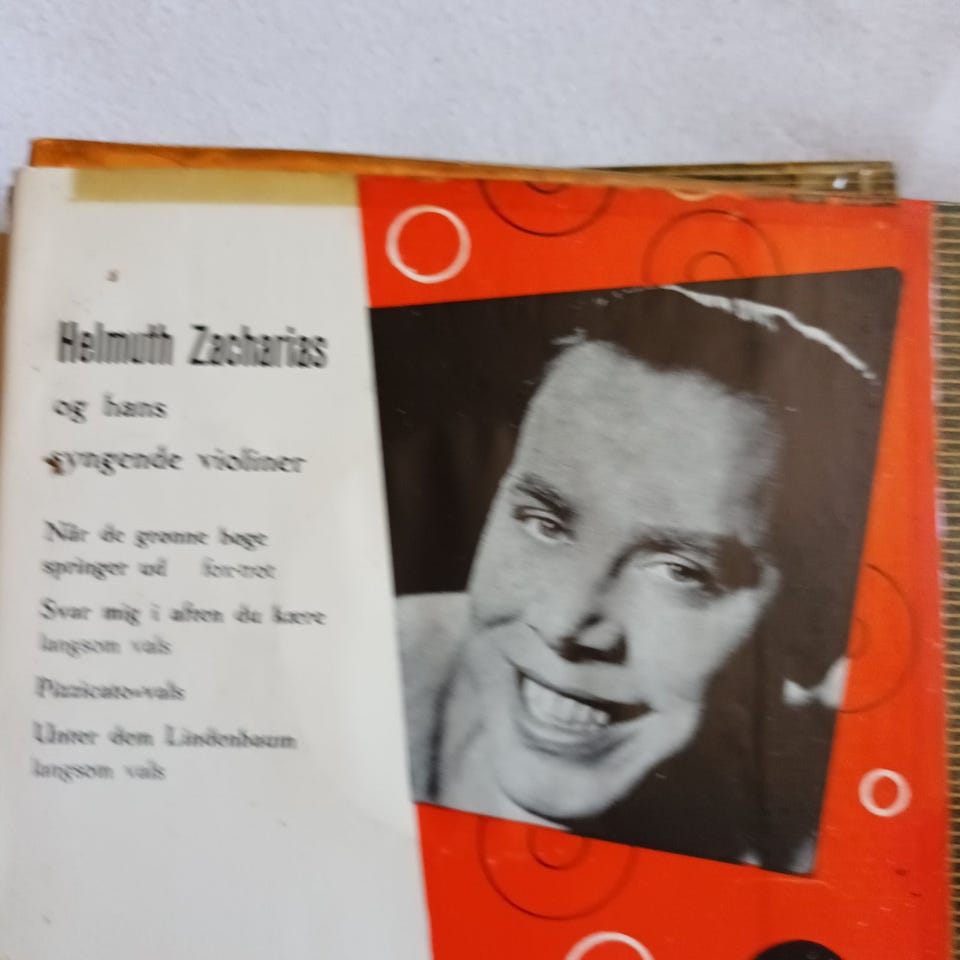 Helmuth Zacharias
og hans
syngende violiner
Når de grønne bøge
springer ud fox-trot
Svar mig i aften du kære
langsom vals
Pizzicato-vals
Unter dem Lindenbaum
langsom vals